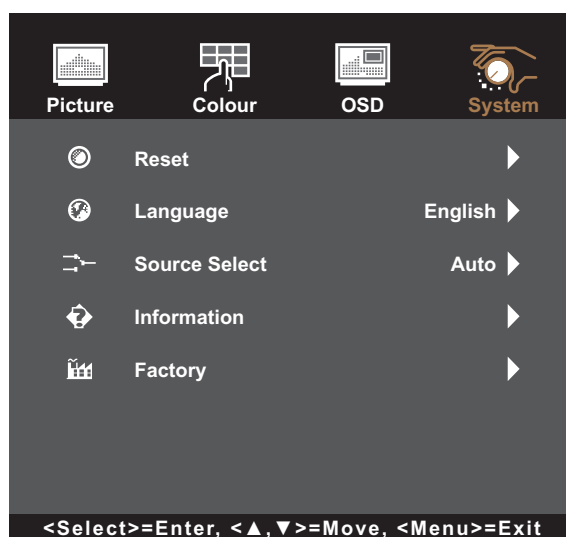 Picture Colour OSD System
Reset
Language English
Source Select Auto
Information
Factory
<Select>=Enter, <▲,▼>=Move, <Menu>=Exit